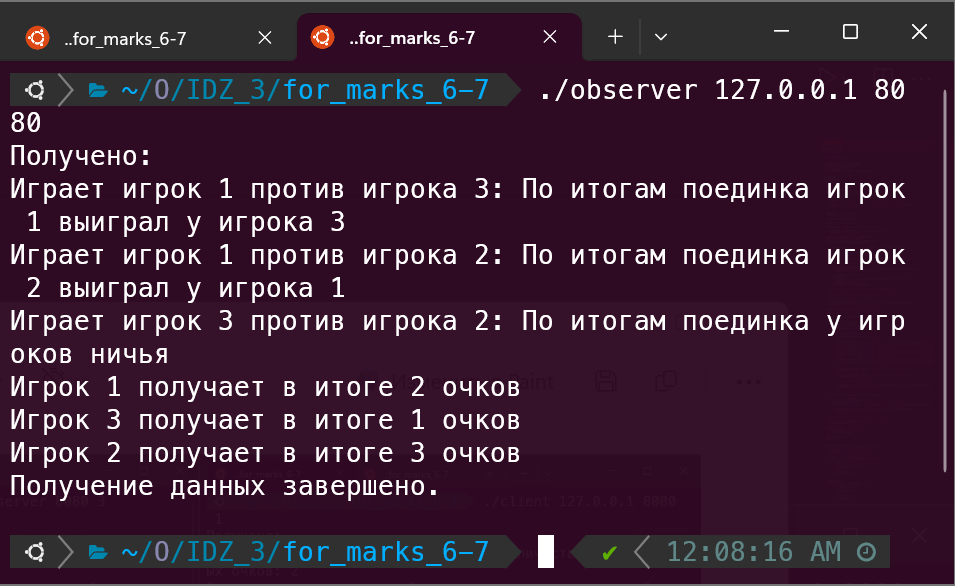 ..for_marks_6-7
..for_marks_6-7
~/O/IDZ_3/for_marks_6-7 ./observer 127.0.0.1 80
80
Получено:
Играет игрок 1 против игрока 3: По итогам поединка игрок
1 выиграл у игрока 3
Играет игрок 1 против игрока 2: По итогам поединка игрок
2 выиграл у игрока 1
Играет игрок 3 против игрока 2: По итогам поединка у игр
оков ничья
Игрок 1 получает в итоге 2 очков
Игрок 3 получает в итоге 1 очков
Игрок 2 получает в итоге 3 очков
Получение данных завершено.
~/O/IDZ_3/for_marks_6-7 ✔ 12:08:16 AM